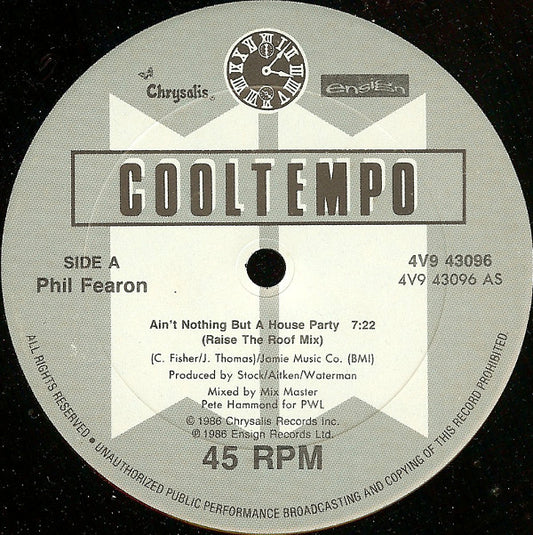 Chrysalis®
ensign
COOLTEMPO
SIDE A
Phil Fearon
4V9 43096
4V9 43096 AS
Ain't Nothing But A House Party 7:22
(Raise The Roof Mix)
(C. Fisher/J. Thomas)/Jamie Music Co. (BMI)
Produced by Stock/Aitken/Waterman
Mixed by Mix Master
Pete Hammond for PWL
© 1986 Chrysalis Records Inc.
℗ 1986 Ensign Records Ltd.
45 RPM
ALL RIGHTS RESERVED • UNAUTHORIZED PUBLIC PERFORMANCE BROADCASTING AND COPYING OF THIS RECORD PROHIBITED.